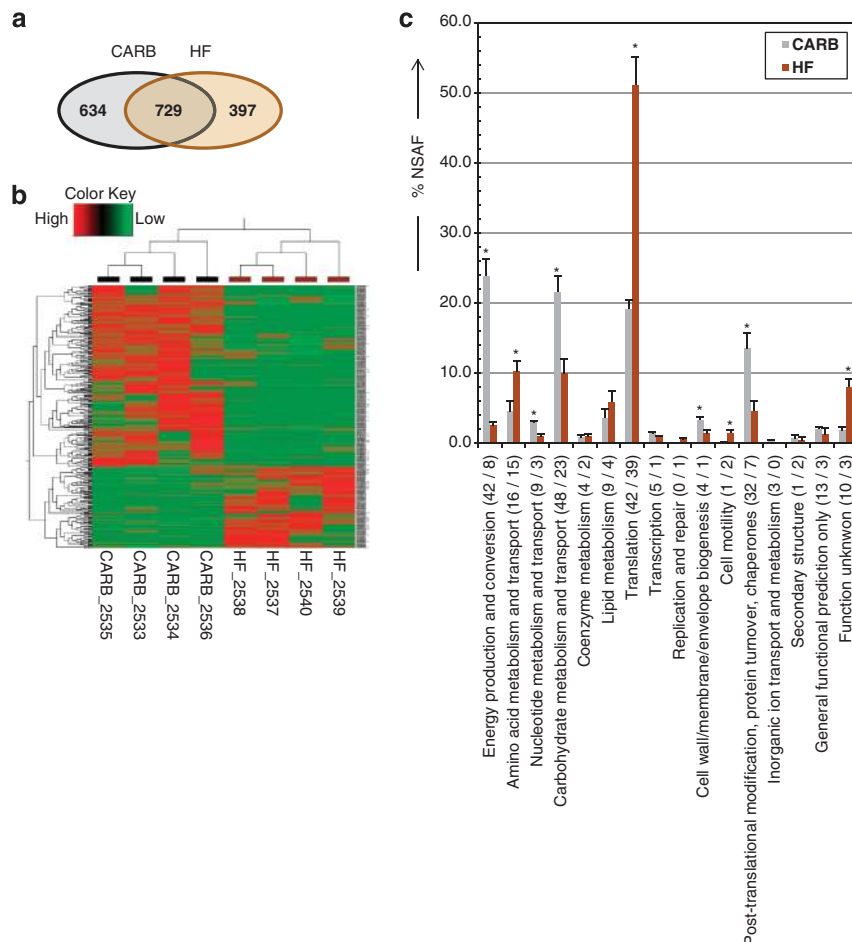 a
CARB HF
634 729 397
b
Color Key
High Low
CARB_2535
CARB_2533
CARB_2534
CARB_2536
HF_2538
HF_2537
HF_2540
HF_2539
c
CARB
HF
% NSAF
60.0
50.0
40.0
30.0
20.0
10.0
0.0
* * * * * * * * *
Energy production and conversion (42 / 8)
Amino acid metabolism and transport (16 / 15)
Nucleotide metabolism and transport (9 / 3)
Carbohydrate metabolism and transport (48 / 23)
Coenzyme metabolism (4 / 2)
Lipid metabolism (9 / 4)
Translation (42 / 39)
Transcription (5 / 1)
Replication and repair (0 / 1)
Cell wall/membrane/envelope biogenesis (4 / 1)
Cell motility (1 / 2)
Post-translational modification, protein turnover, chaperones (32 / 7)
Inorganic ion transport and metabolism (3 / 0)
Secondary structure (1 / 2)
General functional prediction only (13 / 3)
Function unknwon (10 / 3)